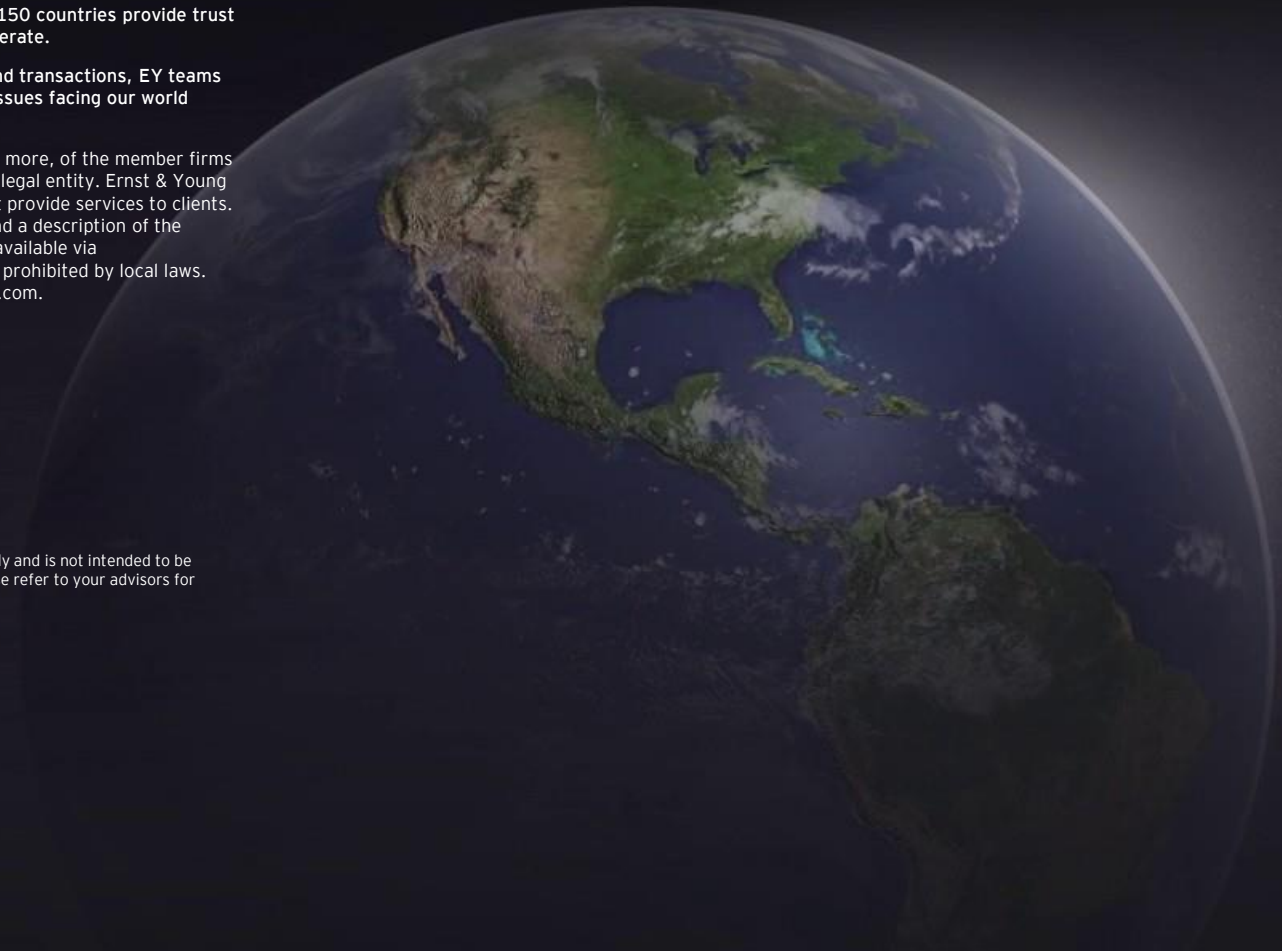 150 countries provide trust
erate.
nd transactions, EY teams
ssues facing our world
more, of the member firms
legal entity. Ernst & Young
provide services to clients.
nd a description of the
available via
prohibited by local laws.
.com.
ly and is not intended to be
e refer to your advisors for